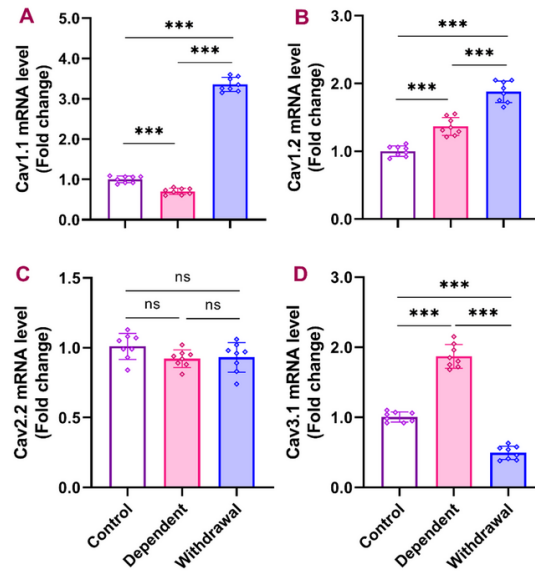 A
Cav1.1 mRNA level
(Fold change)
5.0
4.0
3.0
2.0
1.0
0.0
***
***
***
B
Cav1.2 mRNA level
(Fold change)
3.0
2.0
1.0
0.0
***
***
***
C
Cav2.2 mRNA level
(Fold change)
1.5
1.0
0.5
0.0
ns
ns
ns
Control
Dependent
Withdrawal
D
Cav3.1 mRNA level
(Fold change)
3.0
2.0
1.0
0.0
***
***
***
Control
Dependent
Withdrawal